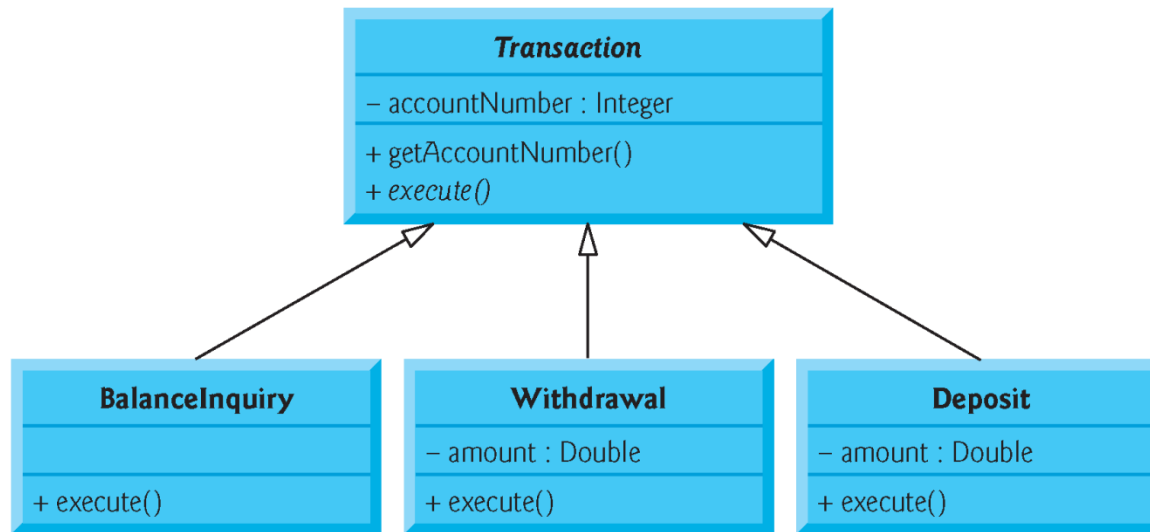 Transaction
– accountNumber : Integer
+ getAccountNumber()
+ execute()
BalanceInquiry
+ execute()
Withdrawal
– amount : Double
+ execute()
Deposit
– amount : Double
+ execute()